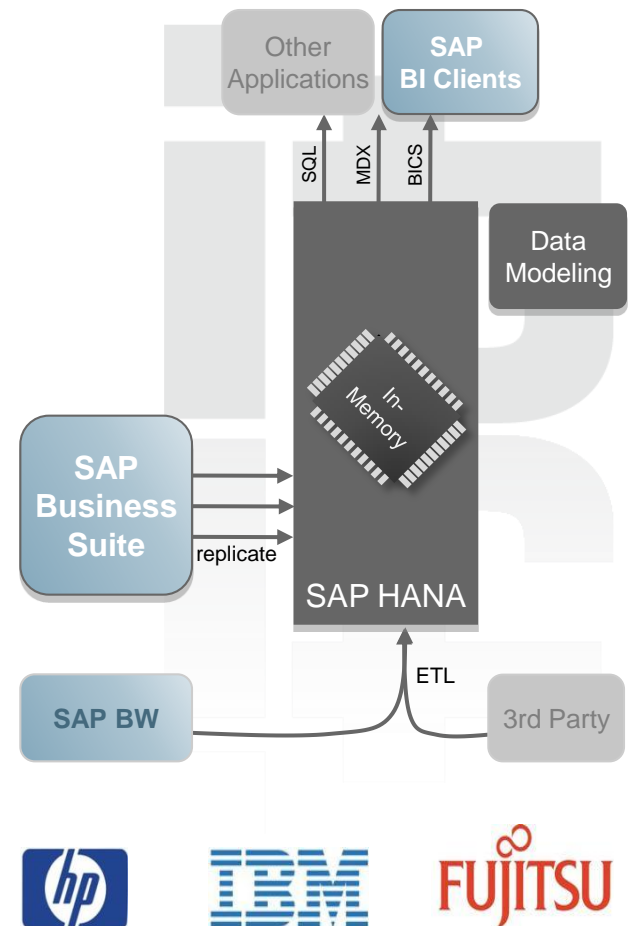 Other
Applications
SAP
BI Clients
SQL
MDX
BICS
Data
Modeling
In-
Memory
SAP
Business
Suite
replicate
SAP HANA
ETL
SAP BW
3rd Party
hp
IBM
FUJITSU